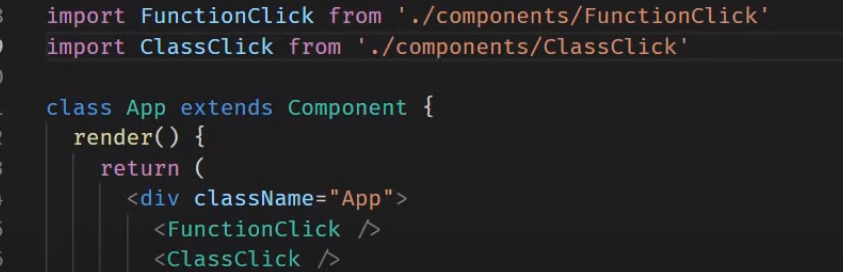 import FunctionClick from './components/FunctionClick'
import ClassClick from './components/ClassClick'
class App extends Component {
render() {
return (
<div className="App">
<FunctionClick />
<ClassClick />